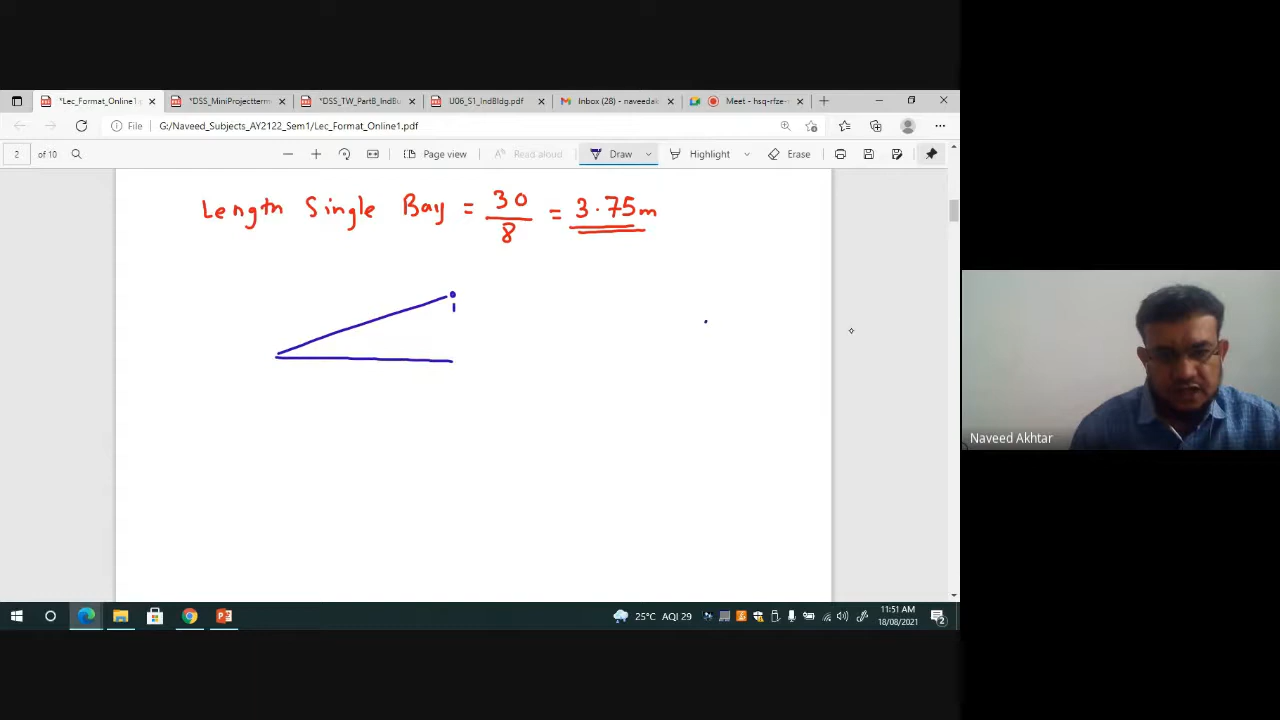 *Lec_Format_Online1.p
*DSS_MiniProjectterm
*DSS_TW_PartB_IndBu
U06_S1_IndBldg.pdf
Inbox (28) - naveedak
Meet - hsq-rfze-m
File
G:/Naveed_Subjects_AY2122_Sem1/Lec_Format_Online1.pdf
2 of 10
Page view
Read aloud
Draw
Highlight
Erase
Length Single Bay = 30/8 = 3.75m
Naveed Akhtar
25°C AQI 29
11:51 AM
18/08/2021
2